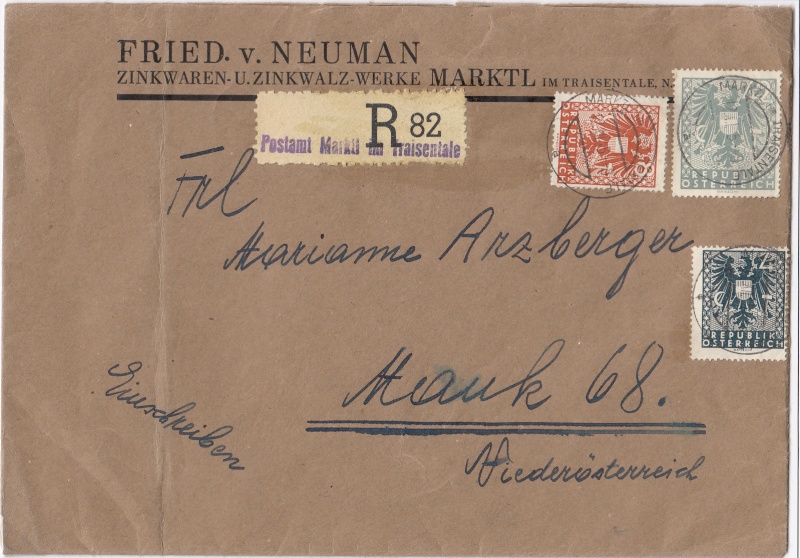 FRIED. v. NEUMAN
ZINKWAREN- U. ZINKWALZ-WERKE MARKTL IM TRAISENTALE, N.
R 82
Postamt Marktl im Traisentale
REPUBLIK
ÖSTERREICH
REPUBLIK
ÖSTERREICH
REPUBLIK
ÖSTERREICH
Frl
Marianne Arzberger
Mank 68.
Niederösterreich
Einschreiben